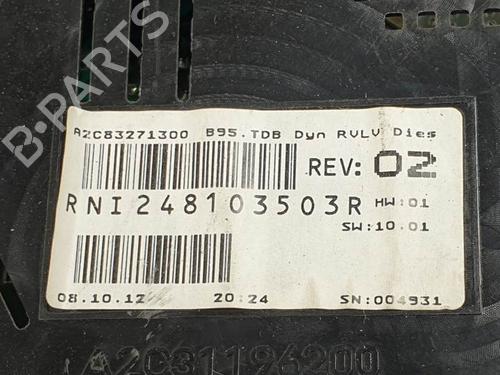 B-PARTS
A2C83271300 B95.TDB Dyn RVLV Dies
REV: 02
RNI248103503R HW:01
SW:10.01
08.10.12 20:24 SN:004931
A2C31196200